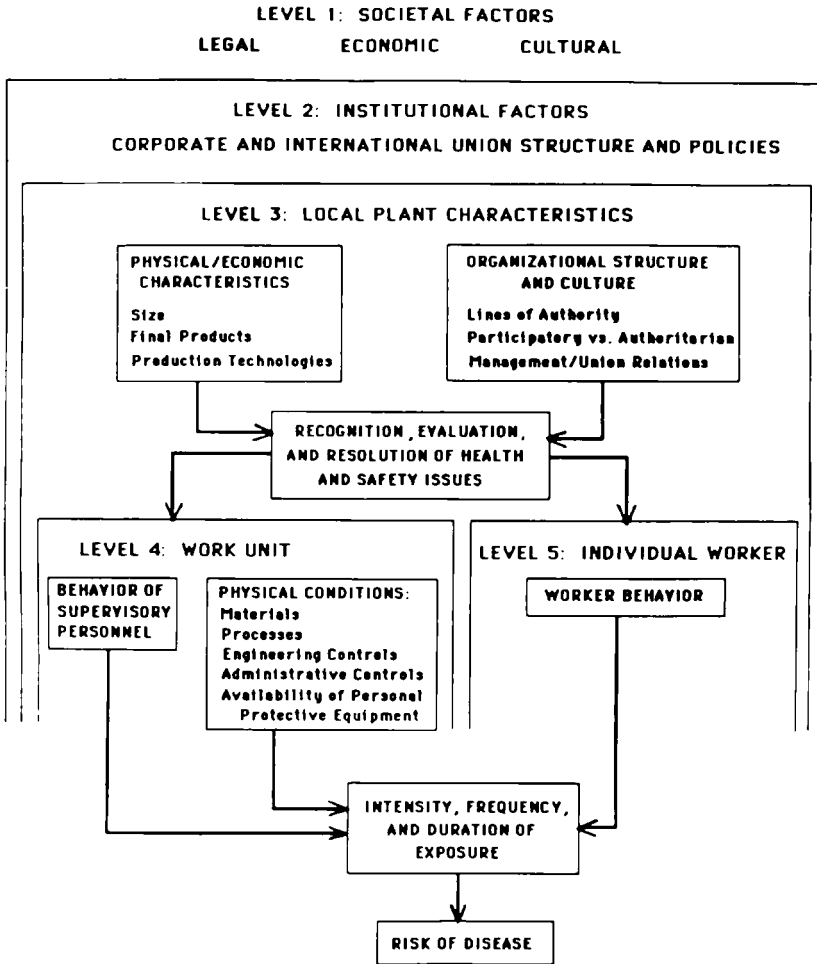 LEVEL 1: SOCIETAL FACTORS
LEGAL ECONOMIC CULTURAL
LEVEL 2: INSTITUTIONAL FACTORS
CORPORATE AND INTERNATIONAL UNION STRUCTURE AND POLICIES
LEVEL 3: LOCAL PLANT CHARACTERISTICS
PHYSICAL/ECONOMIC
CHARACTERISTICS
Size
Final Products
Production Technologies
ORGANIZATIONAL STRUCTURE
AND CULTURE
Lines of Authority
Participatory vs. Authoritarian
Management/Union Relations
RECOGNITION, EVALUATION,
AND RESOLUTION OF HEALTH
AND SAFETY ISSUES
LEVEL 4: WORK UNIT
BEHAVIOR OF
SUPERVISORY
PERSONNEL
PHYSICAL CONDITIONS:
Materials
Processes
Engineering Controls
Administrative Controls
Availability of Personal
Protective Equipment
LEVEL 5: INDIVIDUAL WORKER
WORKER BEHAVIOR
INTENSITY, FREQUENCY,
AND DURATION OF
EXPOSURE
RISK OF DISEASE